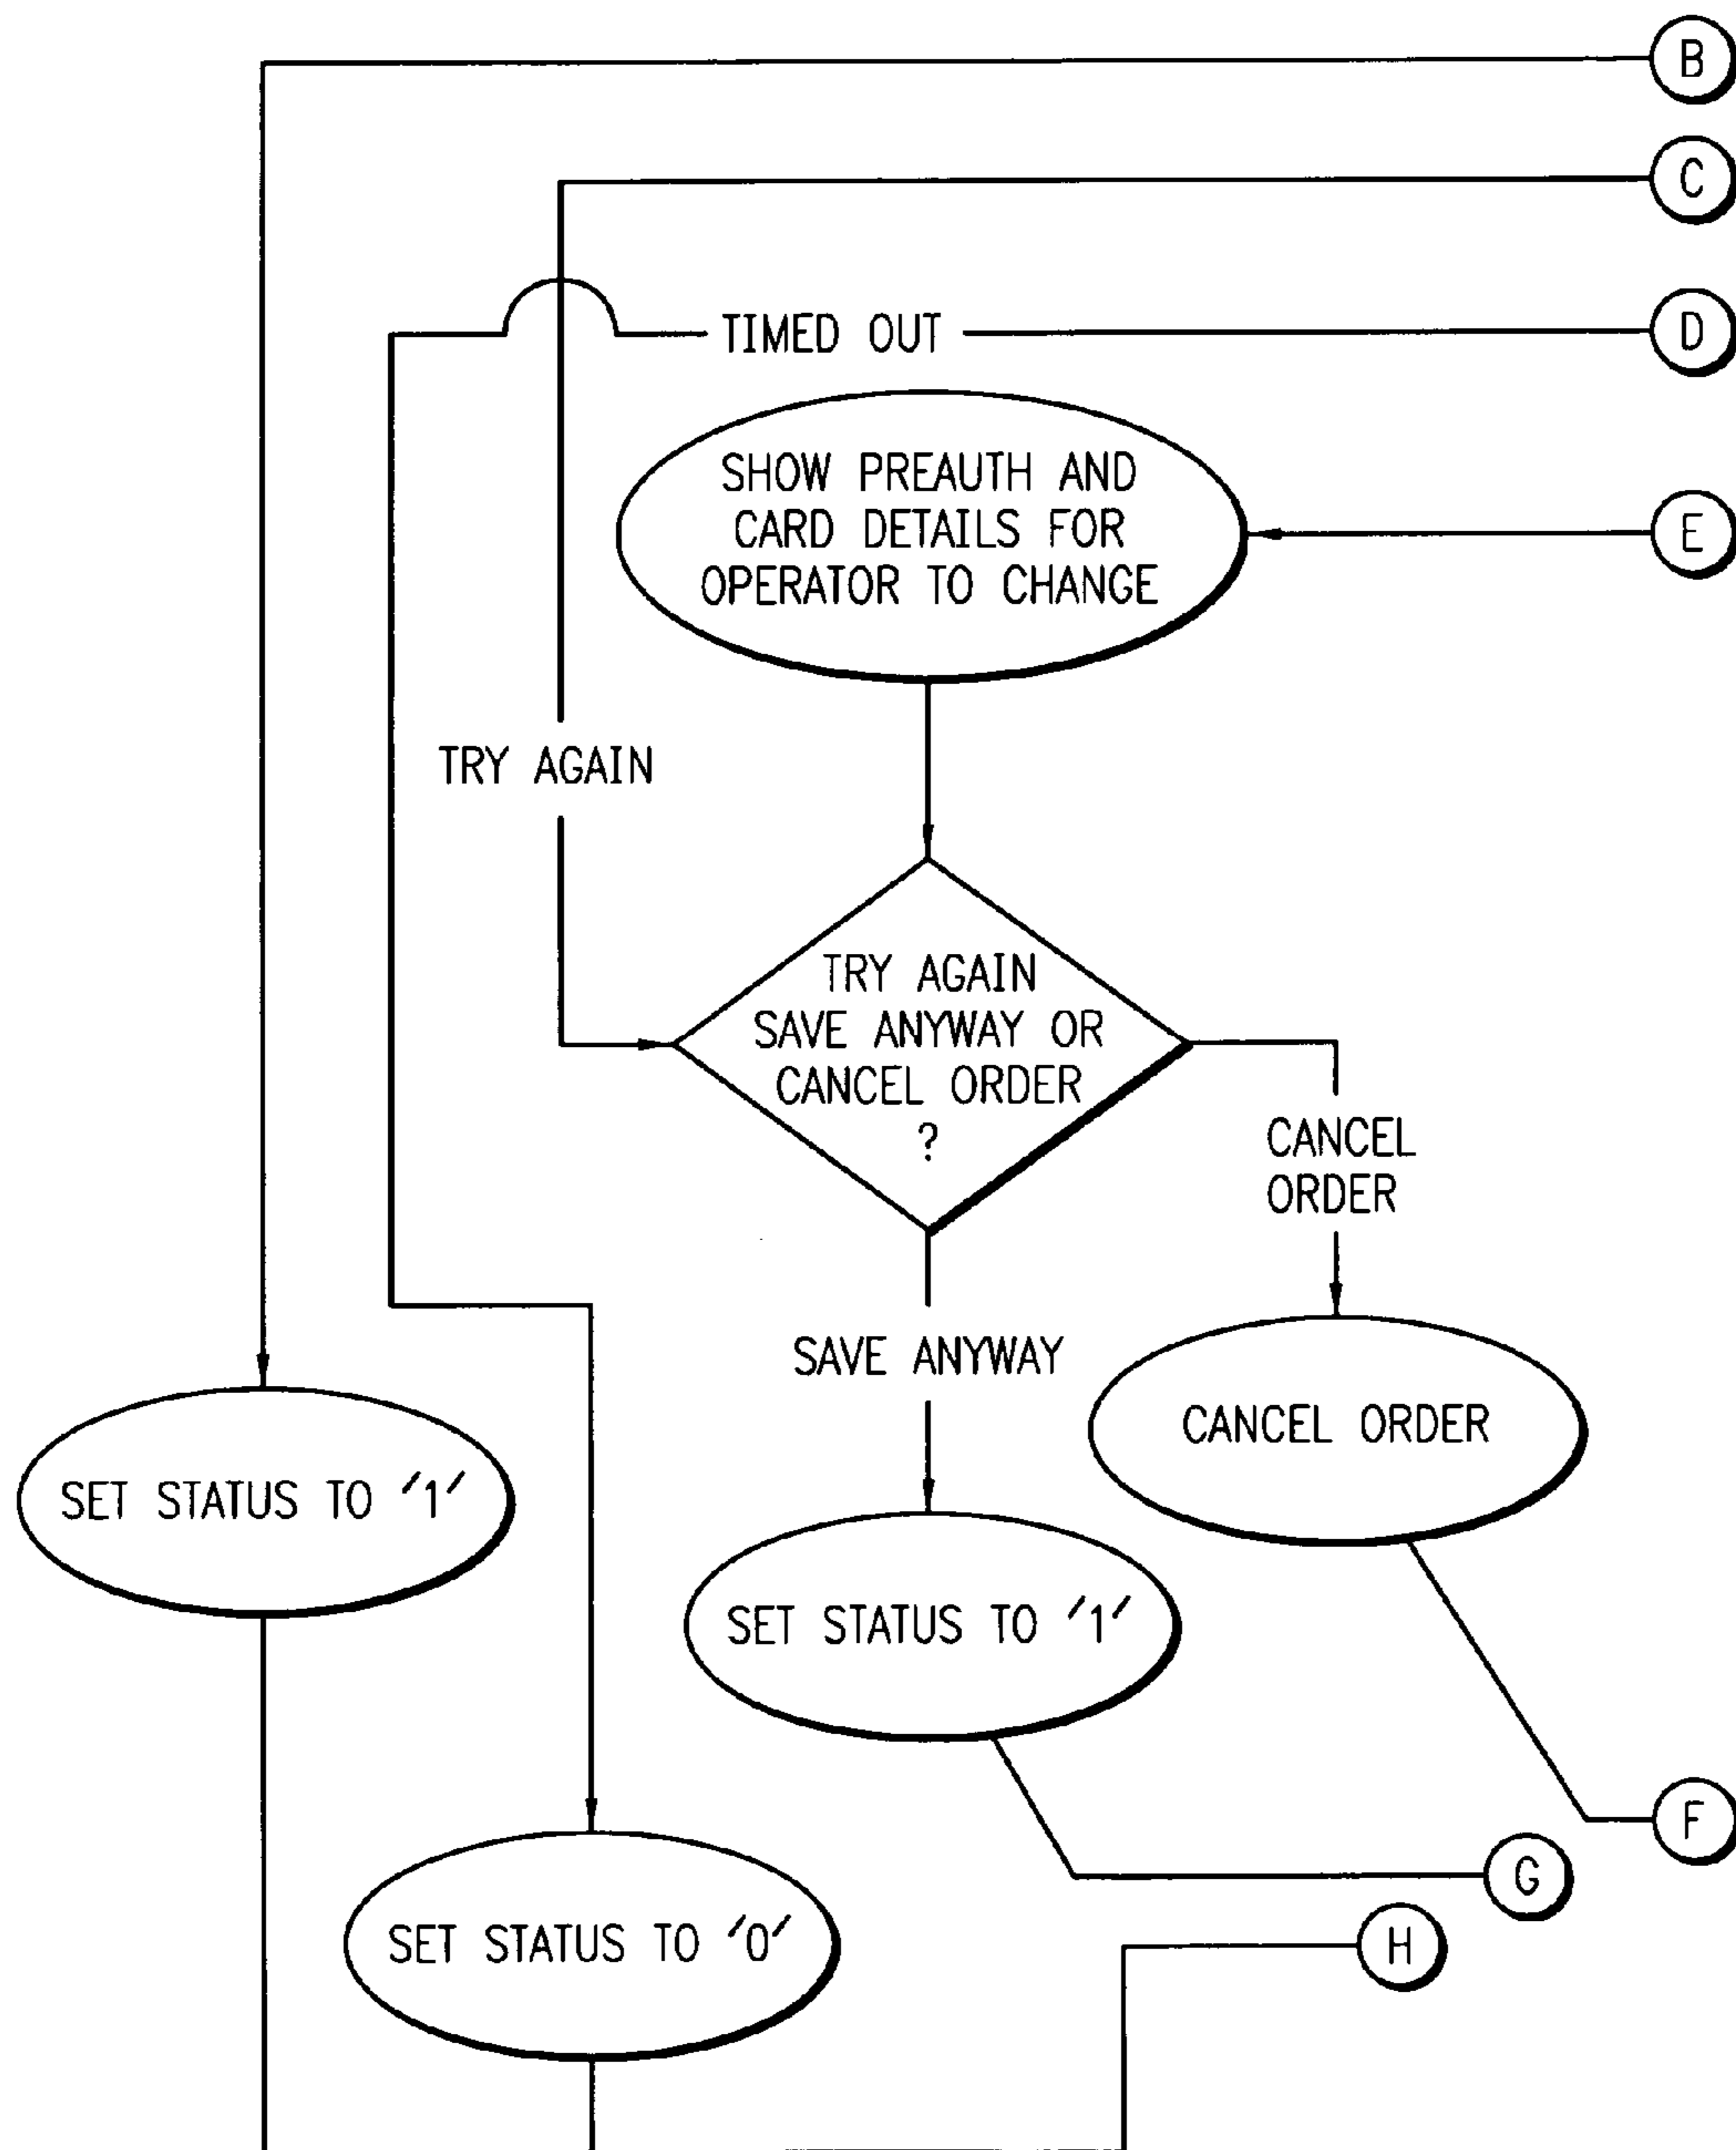 B
C
TIMED OUT
D
SHOW PREAUTH AND
CARD DETAILS FOR
OPERATOR TO CHANGE
E
TRY AGAIN
TRY AGAIN
SAVE ANYWAY OR
CANCEL ORDER
?
CANCEL
ORDER
SAVE ANYWAY
CANCEL ORDER
SET STATUS TO '1'
SET STATUS TO '1'
F
G
SET STATUS TO '0'
H